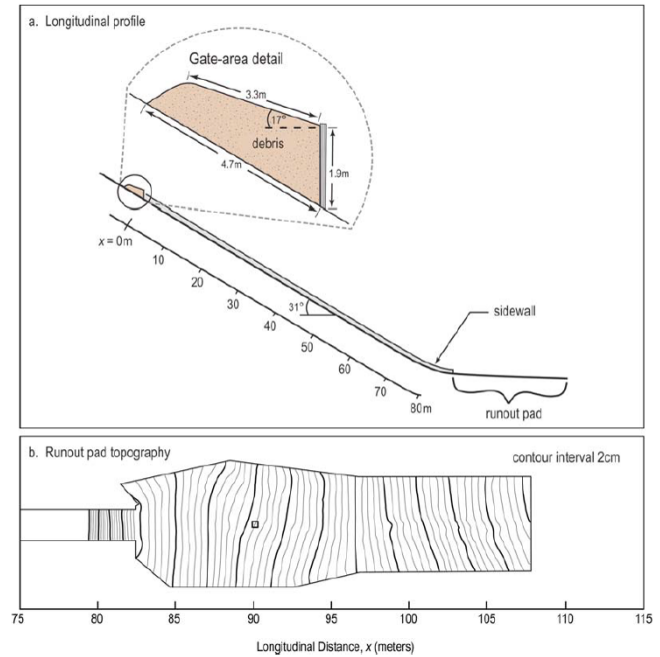 a. Longitudinal profile
Gate-area detail
3.3m
17°
debris
4.7m
1.9m
x = 0m
10
20
30
40
50
60
70
80m
31°
sidewall
runout pad
b. Runout pad topography
contour interval 2cm
75 80 85 90 95 100 105 110 115
Longitudinal Distance, x (meters)